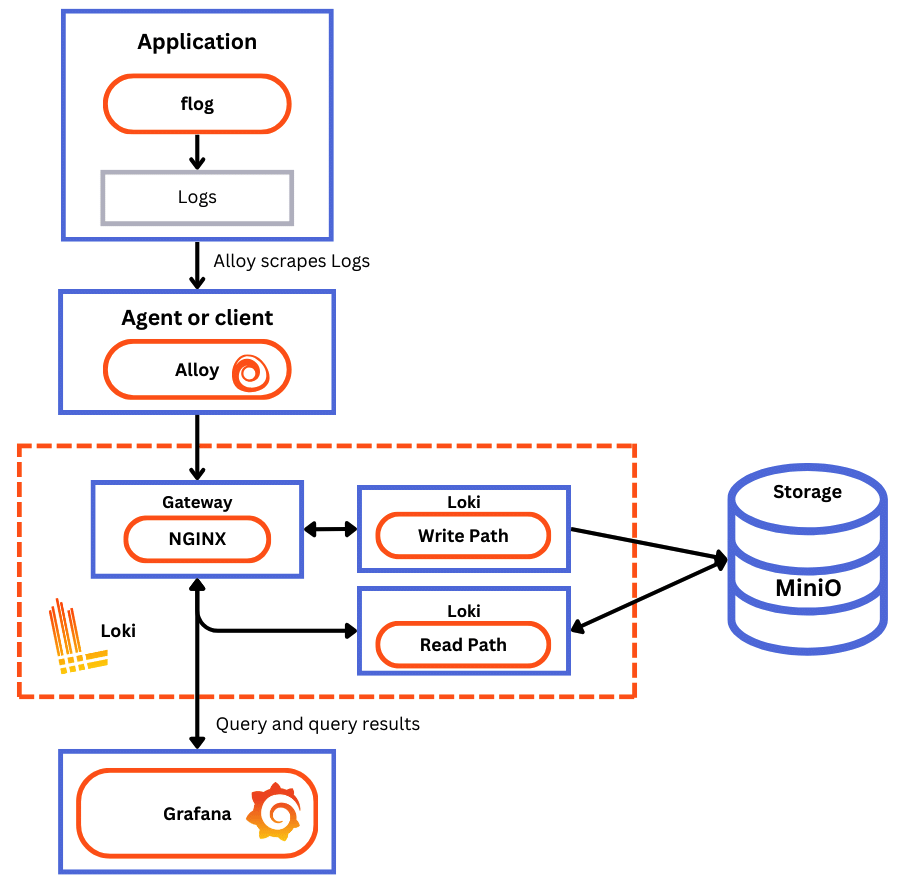 Application
flog
Logs
Alloy scrapes Logs
Agent or client
Alloy
Gateway
NGINX
Loki
Write Path
Loki
Read Path
Loki
Storage
MiniO
Query and query results
Grafana